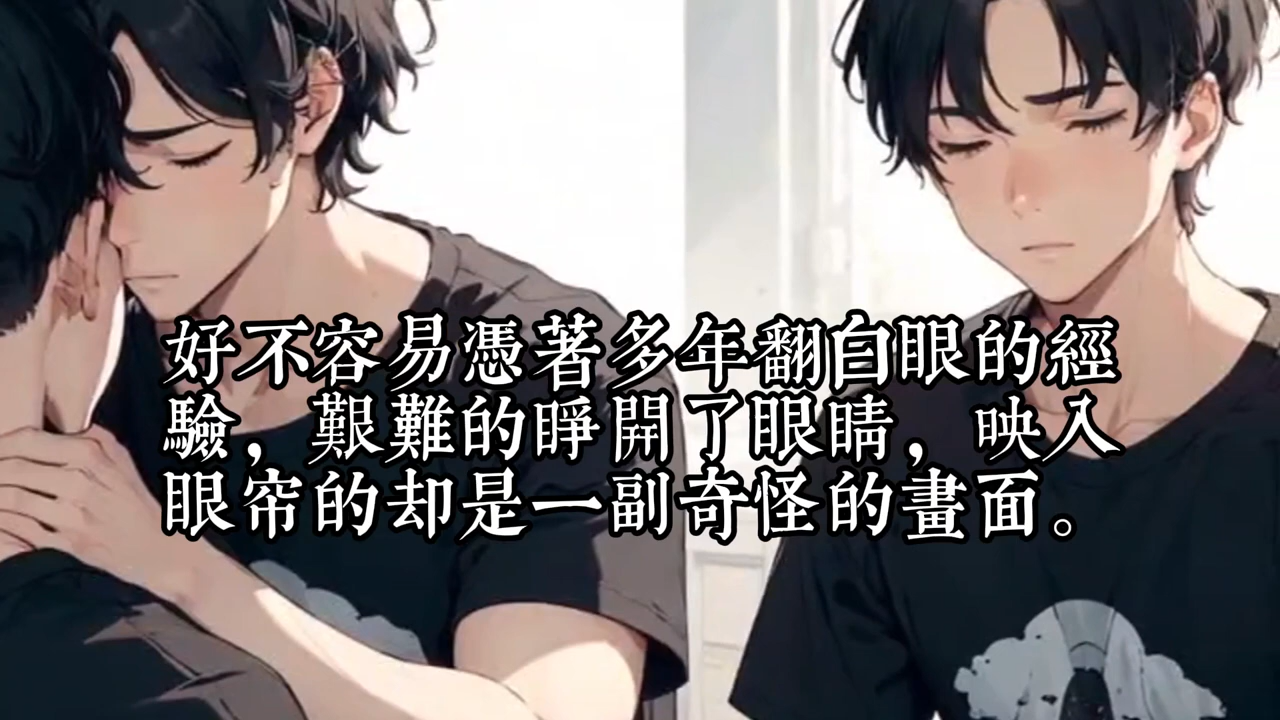 好不容易憑著多年翻白眼的經
驗，艱難的睜開了眼睛，映入
眼帘的却是一副奇怪的畫面。